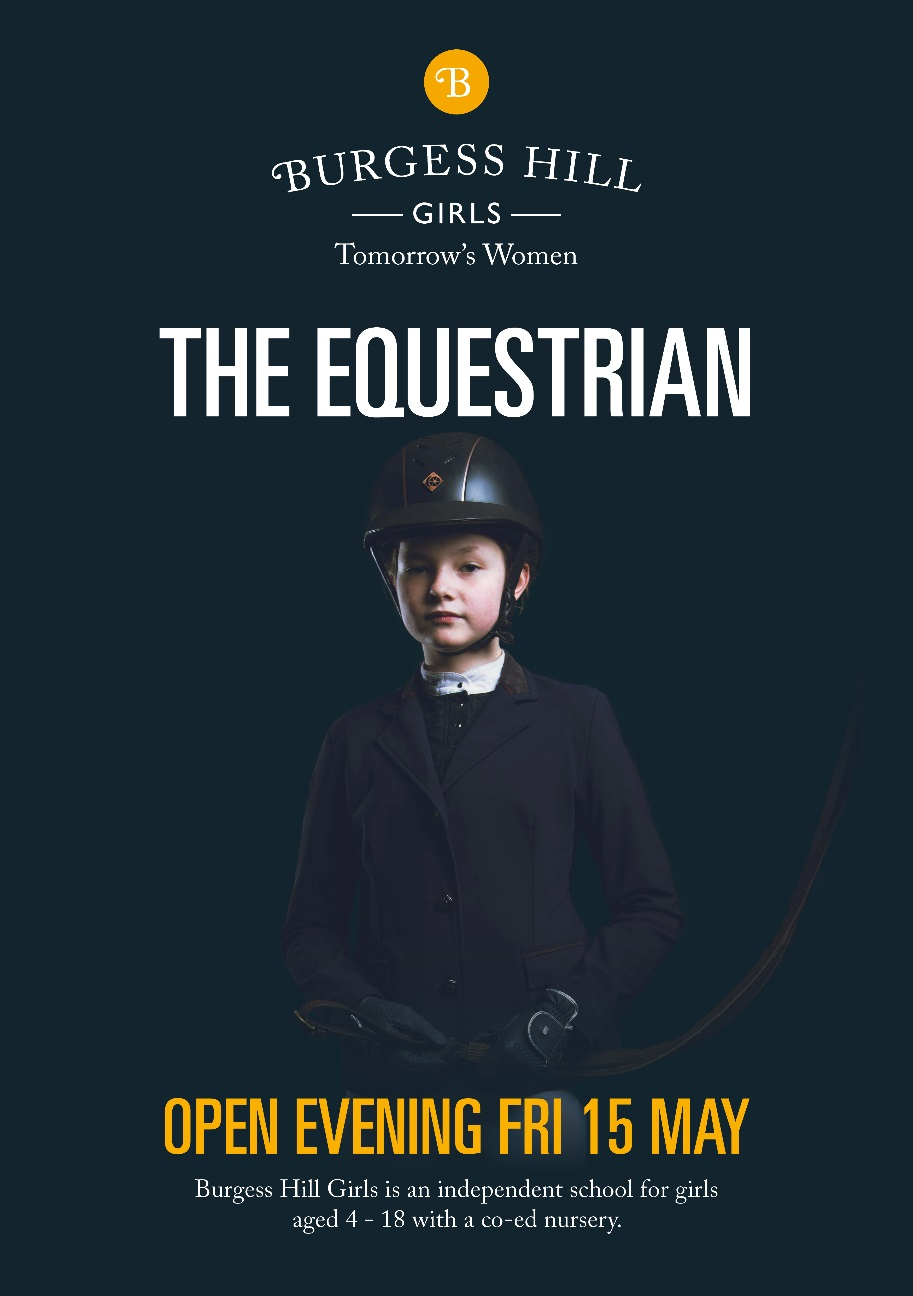 B
BURGESS HILL
GIRLS
Tomorrow's Women
THE EQUESTRIAN
OPEN EVENING FRI 15 MAY
Burgess Hill Girls is an independent school for girls
aged 4 - 18 with a co-ed nursery.